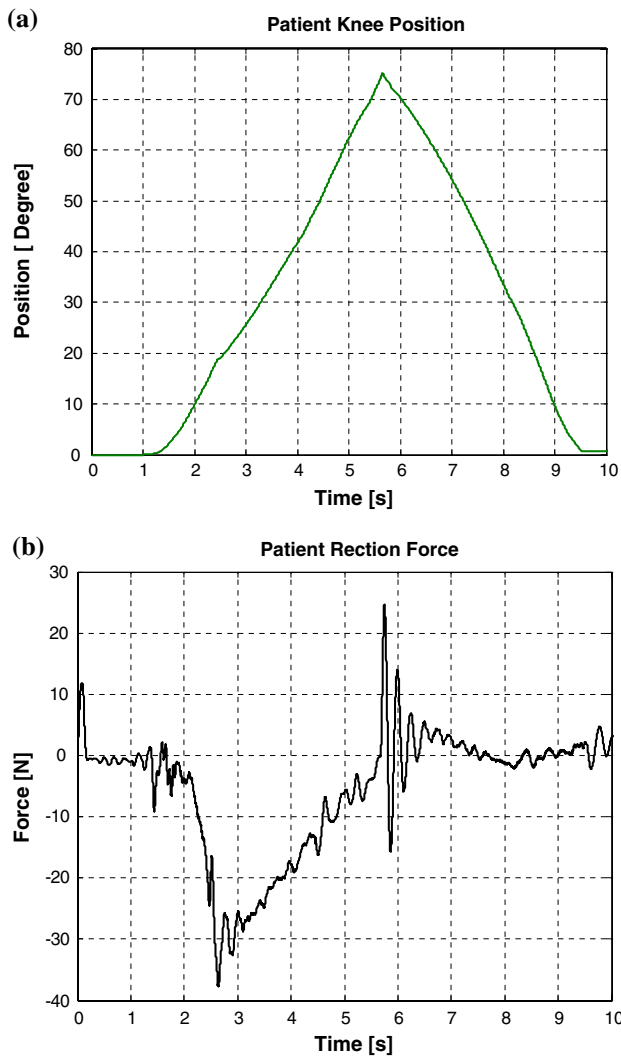 (a)
Patient Knee Position
80
70
60
50
40
30
20
10
0
Position [ Degree]
0 1 2 3 4 5 6 7 8 9 10
Time [s]
(b)
Patient Rection Force
30
20
10
0
-10
-20
-30
-40
Force [N]
0 1 2 3 4 5 6 7 8 9 10
Time [s]